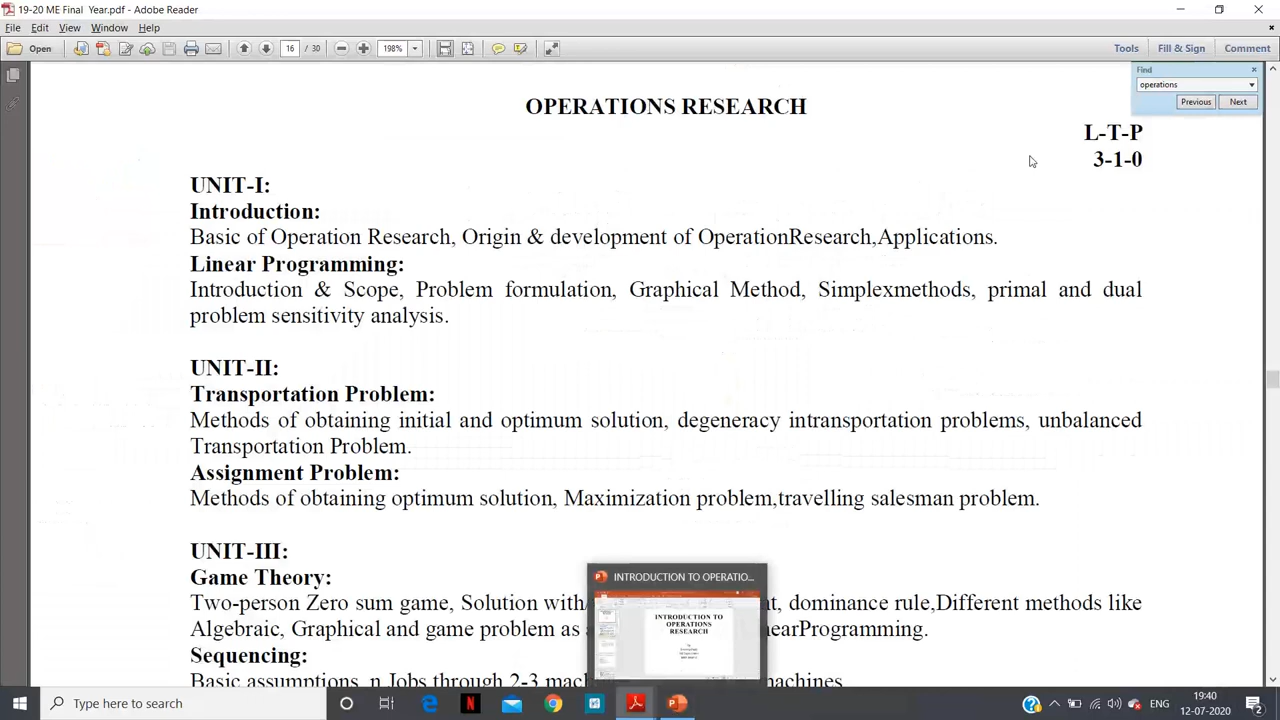 19-20 ME Final Year.pdf - Adobe Reader
File Edit View Window Help
Open 16 / 30 198% Tools Fill & Sign Comment
Find
operations
Previous Next
OPERATIONS RESEARCH
L-T-P
3-1-0
UNIT-I:
Introduction:
Basic of Operation Research, Origin & development of OperationResearch,Applications.
Linear Programming:
Introduction & Scope, Problem formulation, Graphical Method, Simplexmethods, primal and dual
problem sensitivity analysis.
UNIT-II:
Transportation Problem:
Methods of obtaining initial and optimum solution, degeneracy intransportation problems, unbalanced
Transportation Problem.
Assignment Problem:
Methods of obtaining optimum solution, Maximization problem,travelling salesman problem.
UNIT-III:
Game Theory:
Two-person Zero sum game, Solution with/ t, dominance rule,Different methods like
Algebraic, Graphical and game problem as a nearProgramming.
Sequencing:
Basic assumptions, n Jobs through 2-3 mach machines
INTRODUCTION TO OPERATIO...
INTRODUCTION TO
OPERATIONS
RESEARCH
Type here to search
ENG
19:40
12-07-2020
2